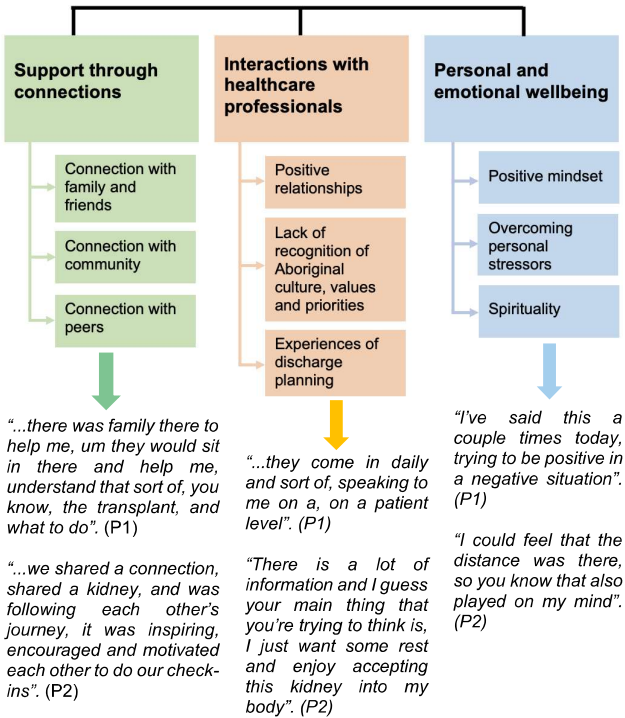 Support through
connections
Connection with
family and
friends
Connection with
community
Connection with
peers
“...there was family there to
help me, um they would sit
in there and help me,
understand that sort of, you
know, the transplant, and
what to do”. (P1)
“...we shared a connection,
shared a kidney, and was
following each other’s
journey, it was inspiring,
encouraged and motivated
each other to do our check-
ins”. (P2)
Interactions with
healthcare
professionals
Positive
relationships
Lack of
recognition of
Aboriginal
culture, values
and priorities
Experiences of
discharge
planning
“...they come in daily
and sort of, speaking to
me on a, on a patient
level”. (P1)
“There is a lot of
information and I guess
your main thing that
you’re trying to think is,
I just want some rest
and enjoy accepting
this kidney into my
body”. (P2)
Personal and
emotional wellbeing
Positive mindset
Overcoming
personal
stressors
Spirituality
“I’ve said this a
couple times today,
trying to be positive in
a negative situation”.
(P1)
“I could feel that the
distance was there,
so you know that also
played on my mind”.
(P2)